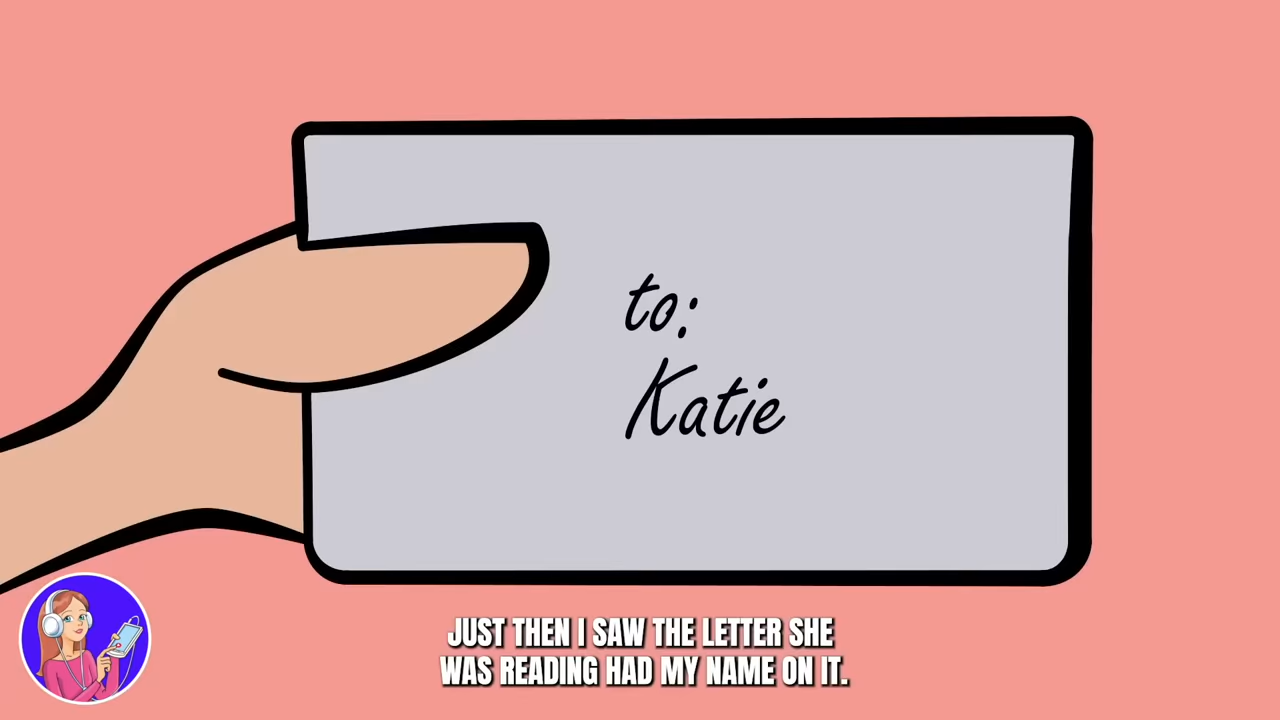 to:
Katie
JUST THEN I SAW THE LETTER SHE
WAS READING HAD MY NAME ON IT.